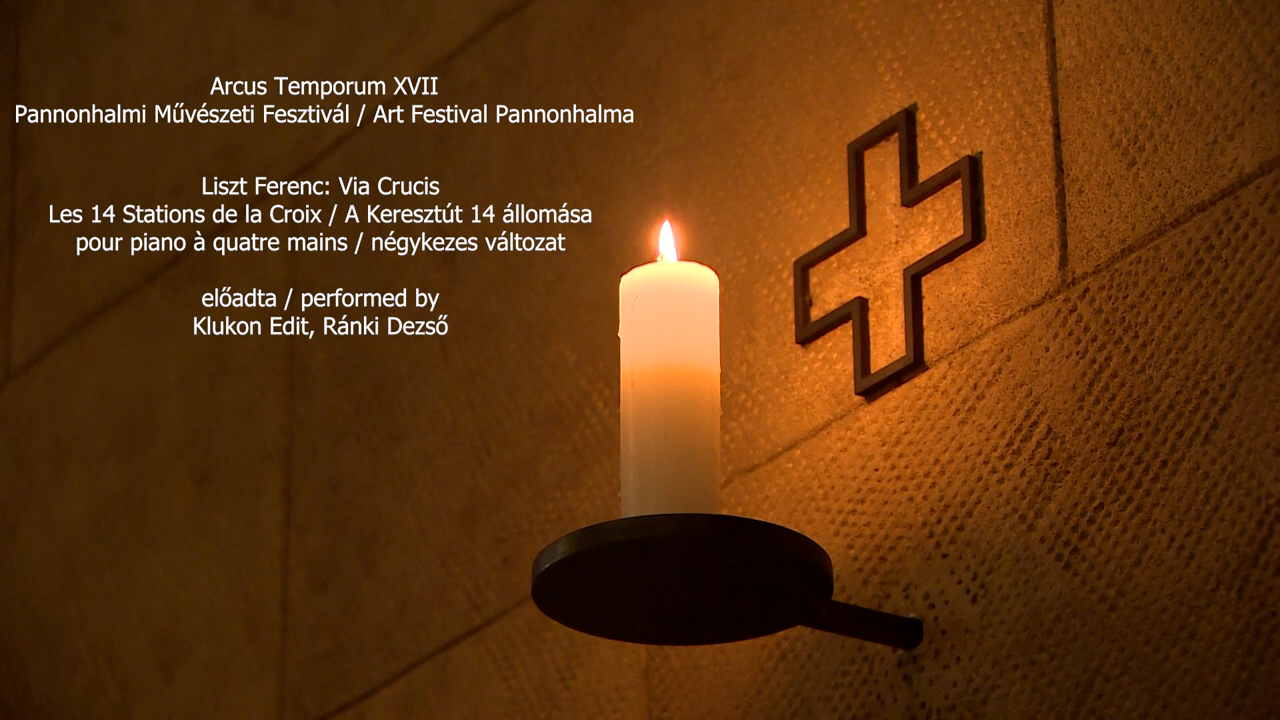 Arcus Temporum XVII
Pannonhalmi Művészeti Fesztivál / Art Festival Pannonhalma
Liszt Ferenc: Via Crucis
Les 14 Stations de la Croix / A Keresztút 14 állomása
pour piano à quatre mains / négykezes változat
előadta / performed by
Klukon Edit, Ránki Dezső